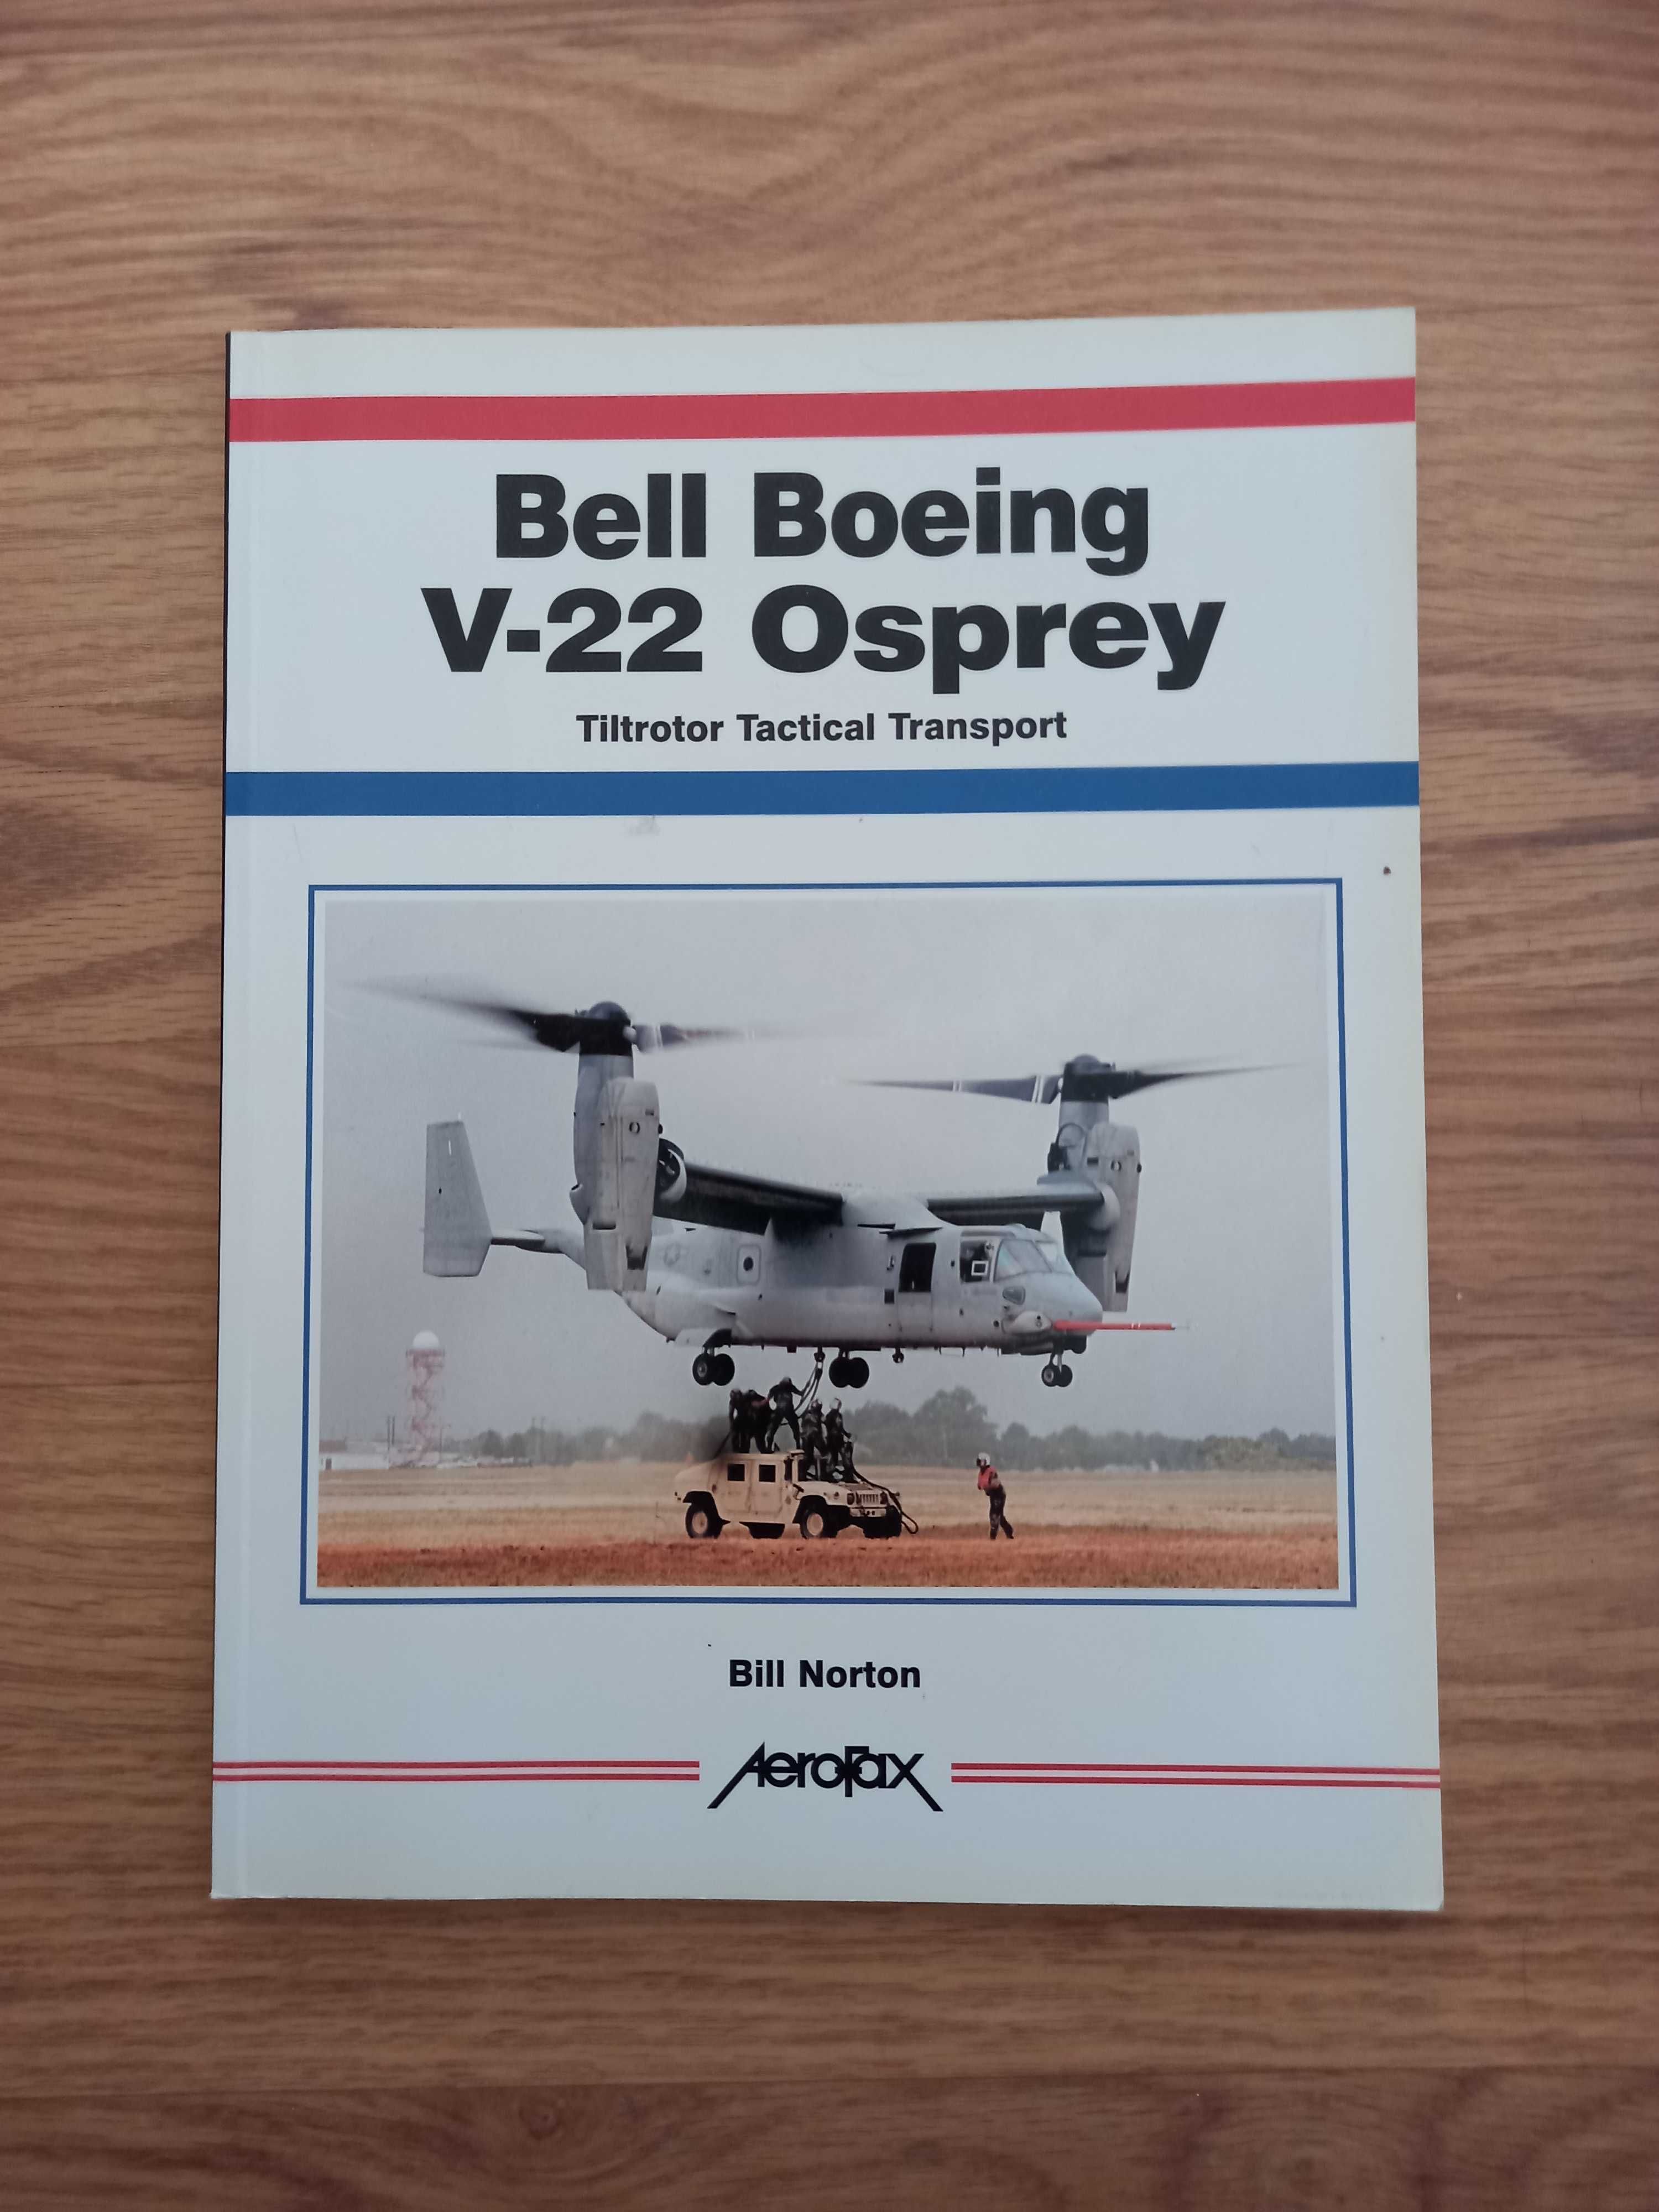 Bell Boeing
V-22 Osprey
Tiltrotor Tactical Transport
Bill Norton
AeroFax